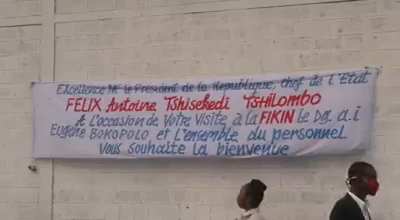 Excellence Mr le Président de la République, Chef de l'Etat
FELIX Antoine Tshisekedi TSHILOMBO
A L'occasion de Votre Visite à la FIKIN Le Dg. a.i
Eugène BOKOPOLO et L'ensemble du personnel
Vous souhaite la bienvenue